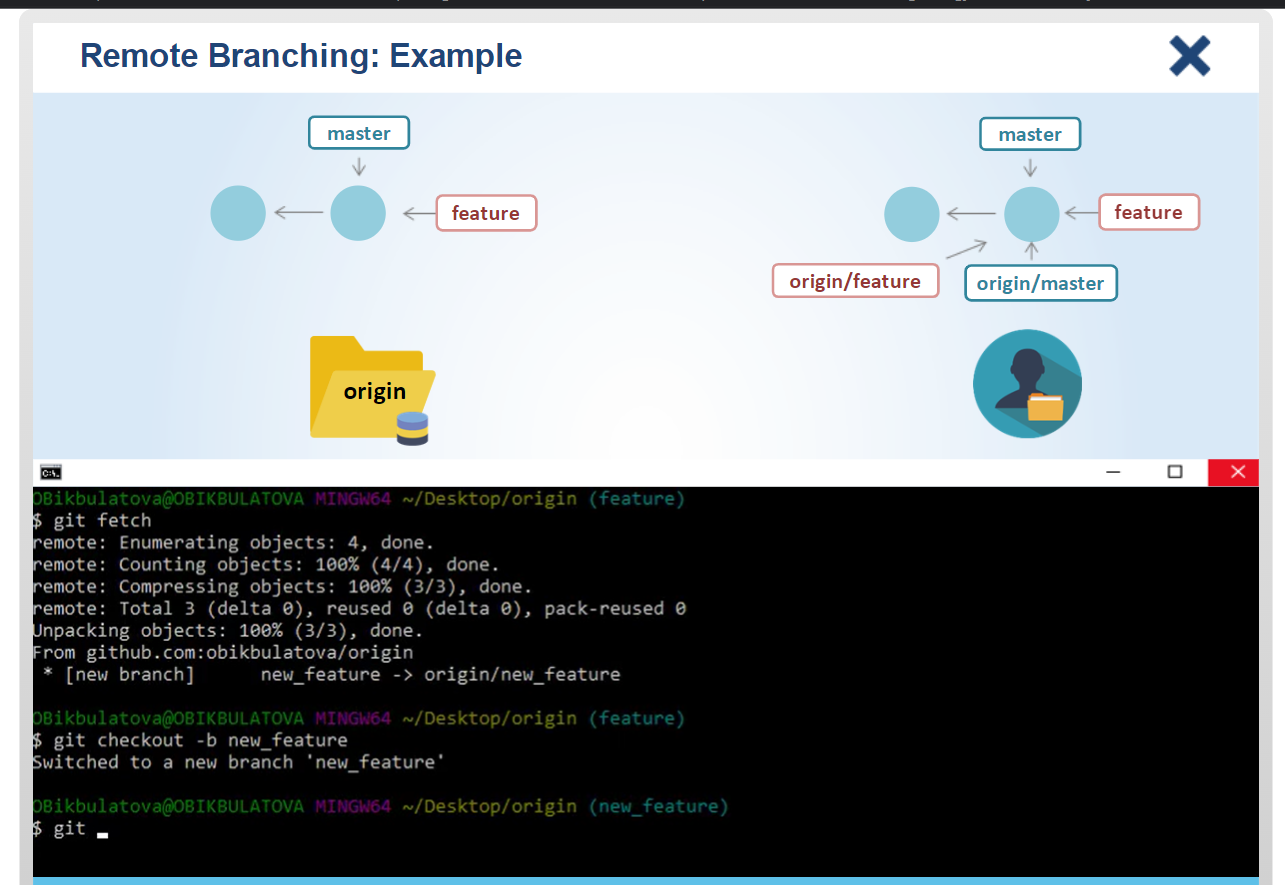 Remote Branching: Example
master
feature
origin
master
feature
origin/feature
origin/master
OBikbulatova@OBIKBULATOVA MINGW64 ~/Desktop/origin (feature)
$ git fetch
remote: Enumerating objects: 4, done.
remote: Counting objects: 100% (4/4), done.
remote: Compressing objects: 100% (3/3), done.
remote: Total 3 (delta 0), reused 0 (delta 0), pack-reused 0
Unpacking objects: 100% (3/3), done.
From github.com:obikbulatova/origin
 * [new branch]      new_feature -> origin/new_feature
OBikbulatova@OBIKBULATOVA MINGW64 ~/Desktop/origin (feature)
$ git checkout -b new_feature
Switched to a new branch 'new_feature'
OBikbulatova@OBIKBULATOVA MINGW64 ~/Desktop/origin (new_feature)
$ git